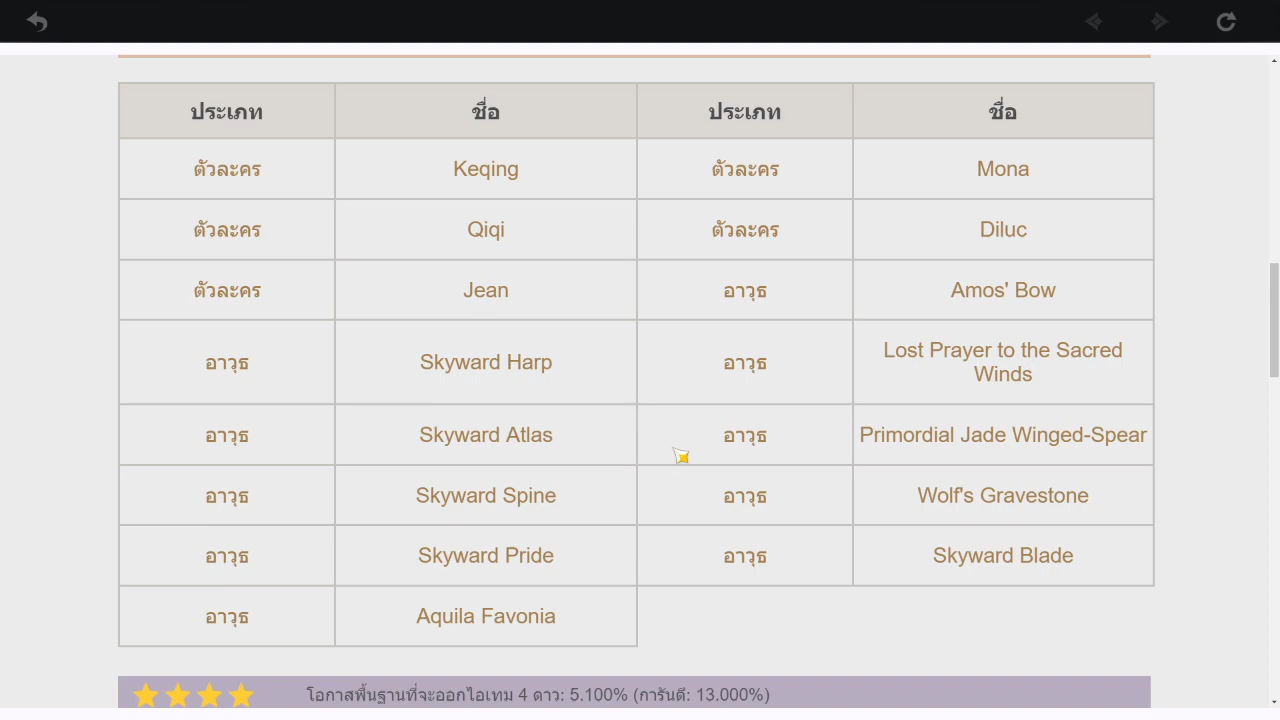 ประเภท ชื่อ ประเภท ชื่อ
ตัวละคร Keqing ตัวละคร Mona
ตัวละคร Qiqi ตัวละคร Diluc
ตัวละคร Jean อาวุธ Amos' Bow
อาวุธ Skyward Harp อาวุธ Lost Prayer to the Sacred
Winds
อาวุธ Skyward Atlas อาวุธ Primordial Jade Winged-Spear
อาวุธ Skyward Spine อาวุธ Wolf's Gravestone
อาวุธ Skyward Pride อาวุธ Skyward Blade
อาวุธ Aquila Favonia
โอกาสพื้นฐานที่จะออกไอเทม 4 ดาว: 5.100% (การันตี: 13.000%)